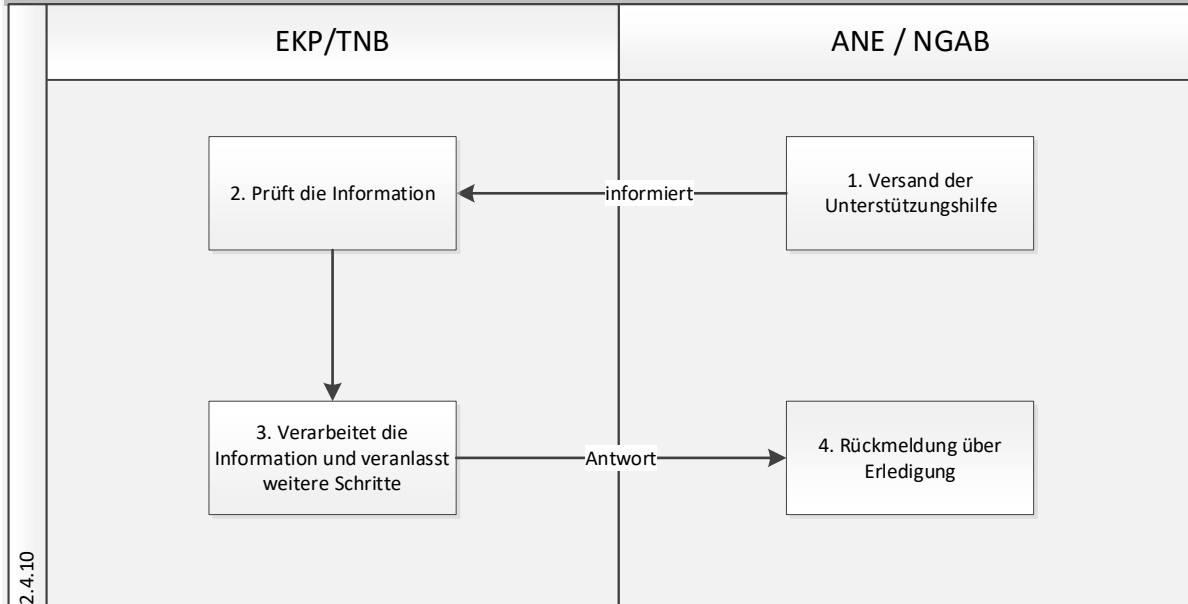 EKP/TNB
ANE / NGAB
2. Prüft die Information
informiert
1. Versand der
Unterstützungshilfe
3. Verarbeitet die
Information und veranlasst
weitere Schritte
Antwort
4. Rückmeldung über
Erledigung
2.4.10